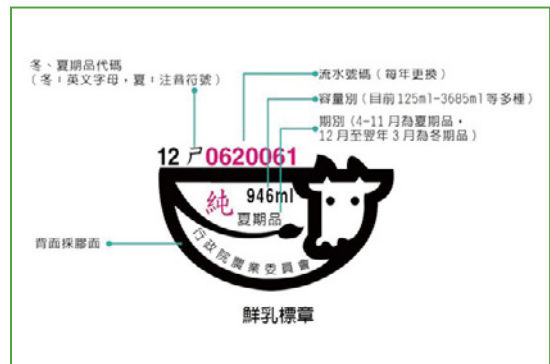 冬、夏期品代碼
(冬：英文字母，夏：注音符號)
流水號碼(每年更換)
容量別(目前125ml-3685ml等多種)
期別(4-11月為夏期品，
12月至翌年3月為冬期品)
12 ㄕ 0620061
純 946ml
夏期品
背面採膠面
行政院農業委員會
鮮乳標章